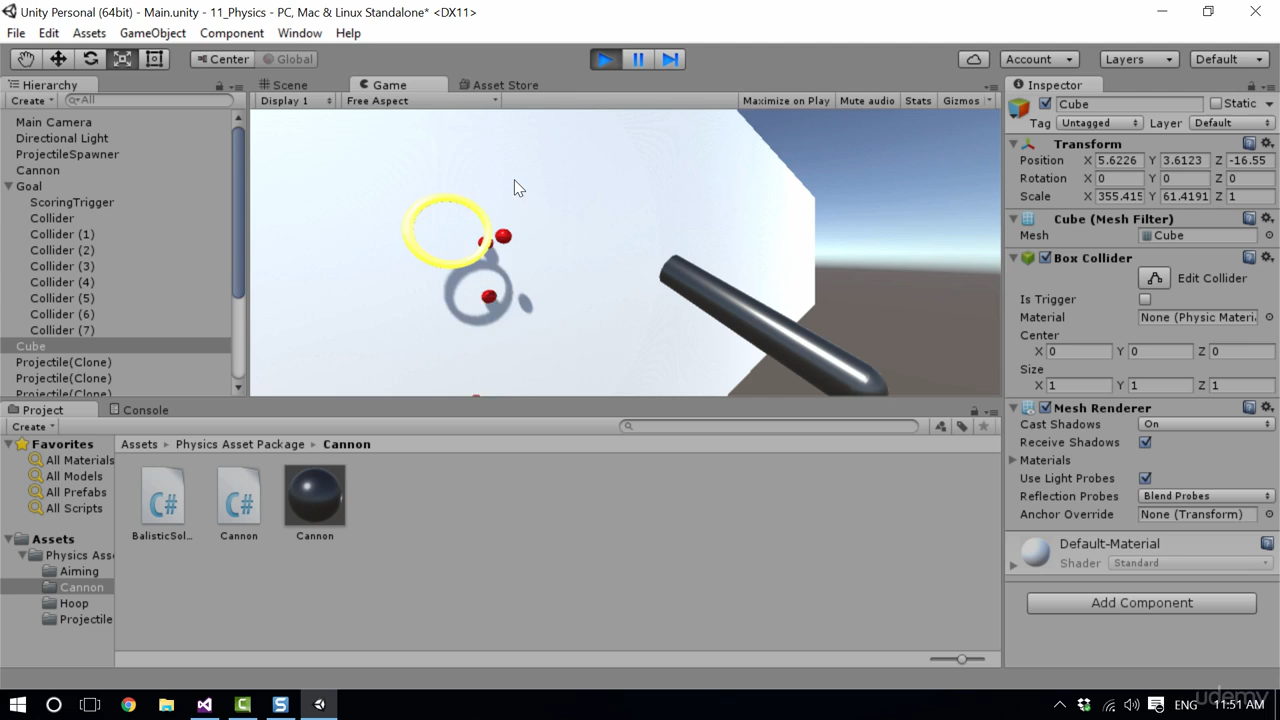 Unity Personal (64bit) - Main.unity - 11_Physics - PC, Mac & Linux Standalone* <DX11>
File Edit Assets GameObject Component Window Help
Center Global Account Layers Default
Hierarchy Scene Game Asset Store Inspector
Create All Display 1 Free Aspect Maximize on Play Mute audio Stats Gizmos Cube Static
Main Camera Tag Untagged Layer Default
Directional Light Transform
ProjectileSpawner Position X 5.6226 Y 3.6123 Z -16.55
Cannon Rotation X 0 Y 0 Z 0
Goal Scale X 355.415 Y 61.4191 Z 1
ScoringTrigger
Collider Cube (Mesh Filter)
Collider (1) Mesh Cube
Collider (2) Box Collider
Collider (3) Edit Collider
Collider (4) Is Trigger
Collider (5) Material None (Physic Materi
Collider (6) Center
Collider (7) X 0 Y 0 Z 0
Cube Size
Projectile(Clone) X 1 Y 1 Z 1
Projectile(Clone)
Projectile(Clone)
Project Console Mesh Renderer
Create Cast Shadows On
Favorites Assets Physics Asset Package Cannon Receive Shadows
All Materials Materials
All Models Use Light Probes
All Prefabs Reflection Probes Blend Probes
All Scripts Anchor Override None (Transform)
BalisticSol... Cannon Cannon
Assets Default-Material
Physics Ass Shader Standard
Aiming
Cannon
Hoop Add Component
Projectile
ENG 11:51 AM
udemy